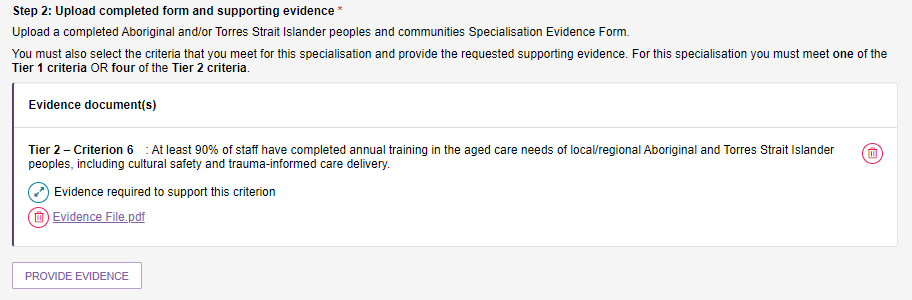 Step 2: Upload completed form and supporting evidence *
Upload a completed Aboriginal and/or Torres Strait Islander peoples and communities Specialisation Evidence Form.
You must also select the criteria that you meet for this specialisation and provide the requested supporting evidence. For this specialisation you must meet one of the
Tier 1 criteria OR four of the Tier 2 criteria.
Evidence document(s)
Tier 2 – Criterion 6 : At least 90% of staff have completed annual training in the aged care needs of local/regional Aboriginal and Torres Strait Islander
peoples, including cultural safety and trauma-informed care delivery.
Evidence required to support this criterion
Evidence File.pdf
PROVIDE EVIDENCE